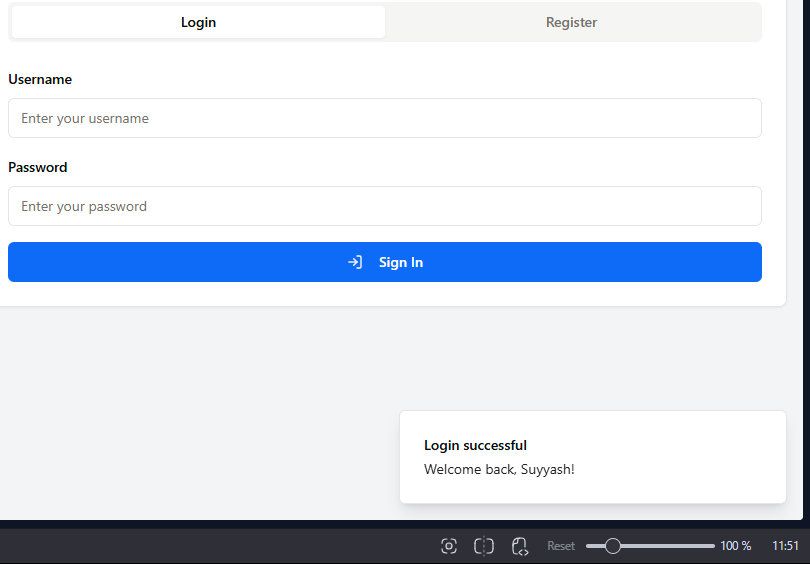 Login Register
Username
Enter your username
Password
Enter your password
Sign In
Login successful
Welcome back, Suyyash!
Reset 100 % 11:51